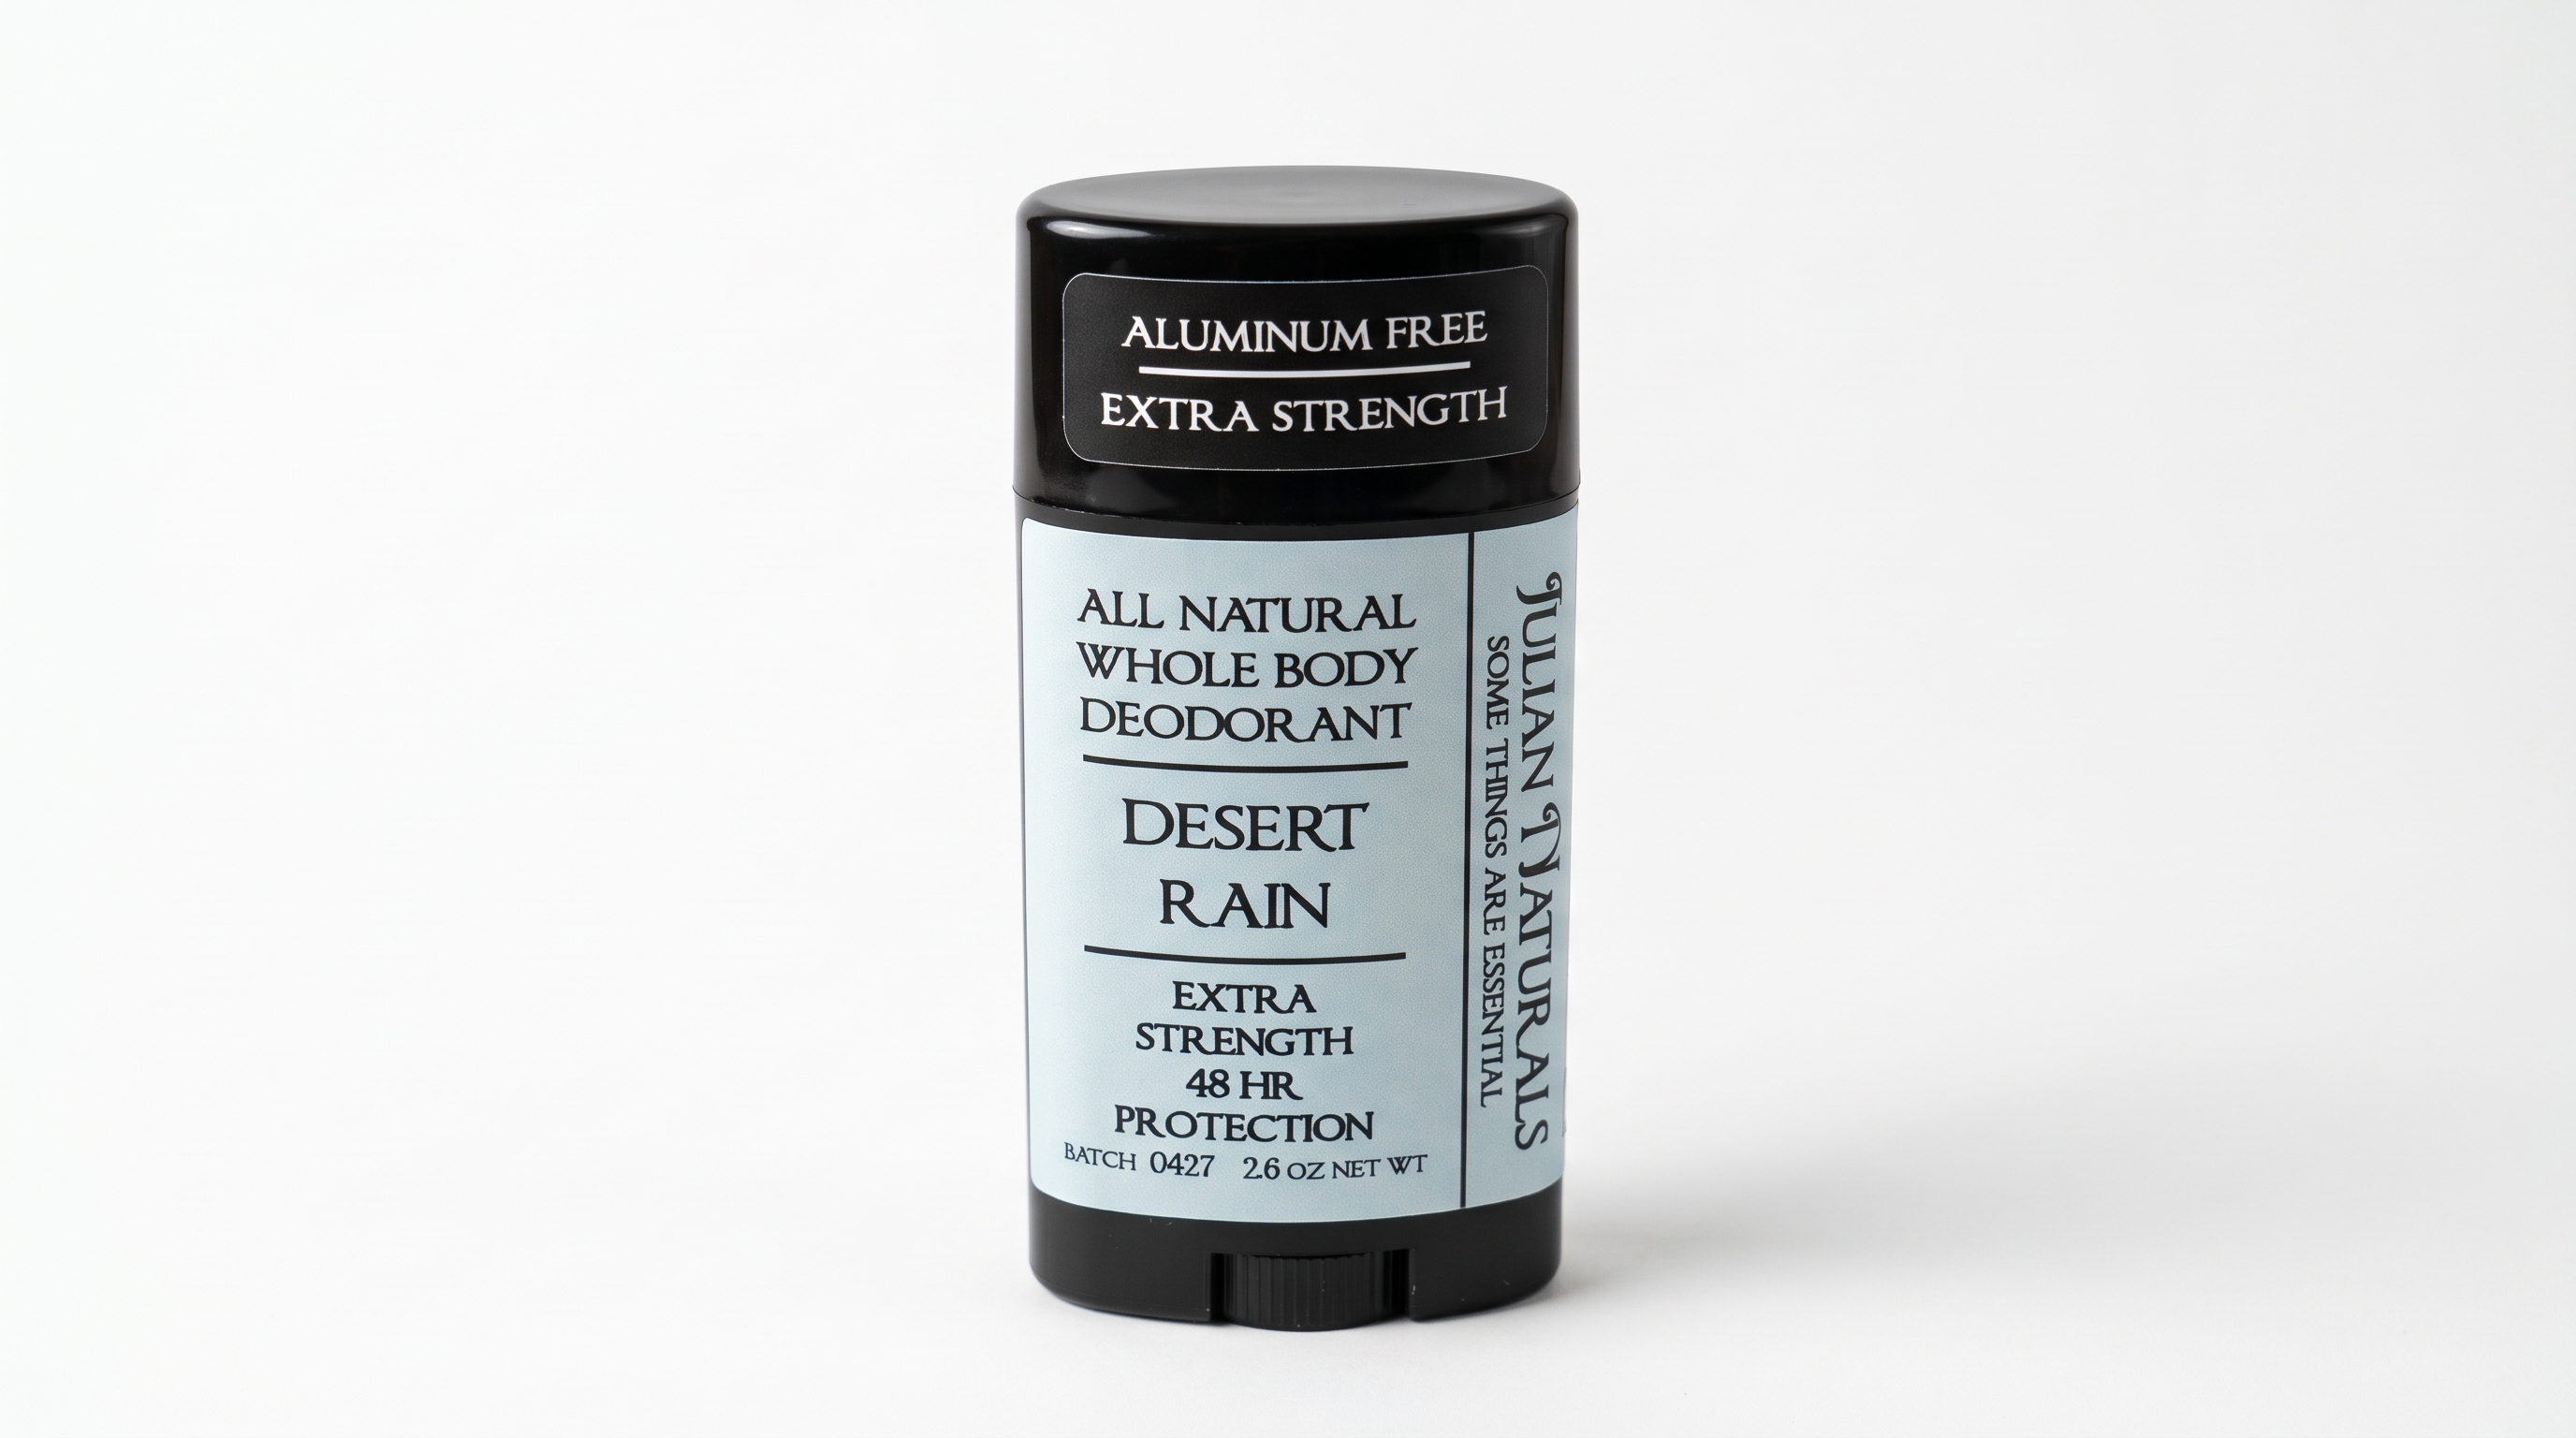 ALUMINUM FREE
EXTRA STRENGTH
ALL NATURAL
WHOLE BODY
DEODORANT
DESERT
RAIN
EXTRA
STRENGTH
48 HR
PROTECTION
BATCH 0427 2.6 OZ NET WT
JULIAN NATURALS
SOME THINGS ARE ESSENTIAL